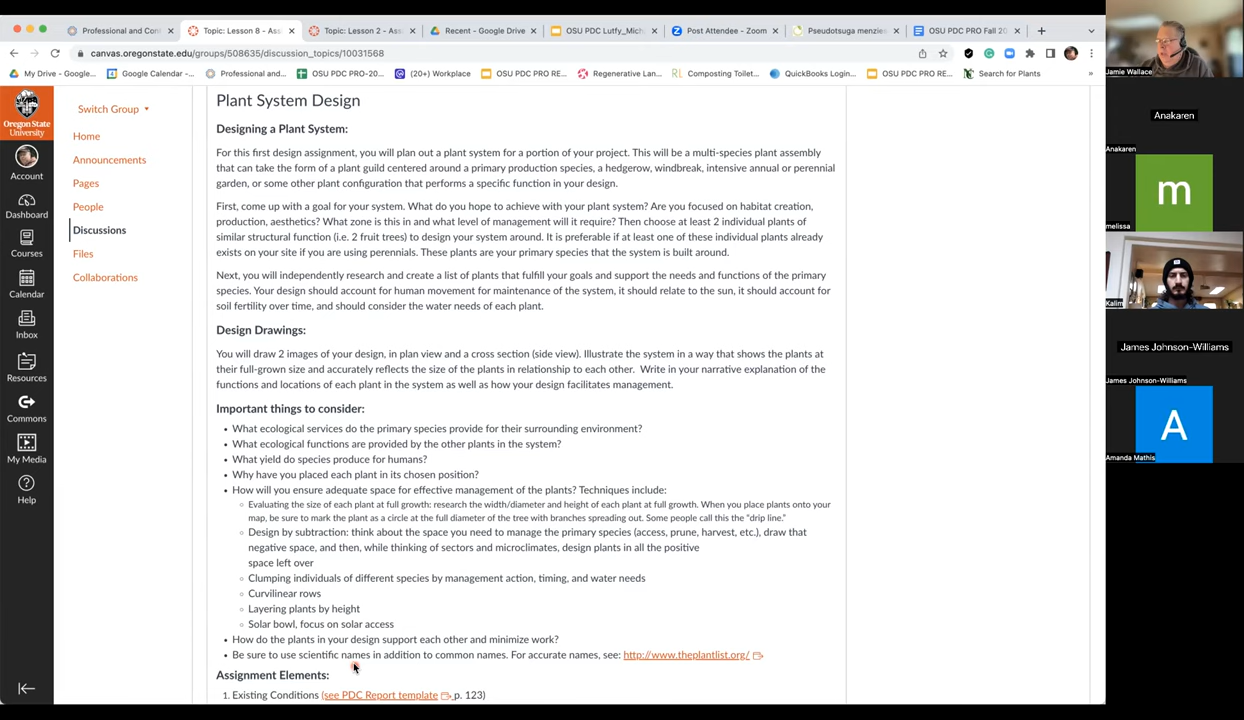 Professional and Con
Topic: Lesson 8 - Ass
Topic: Lesson 2 - Ass
Recent - Google Drive
OSU PDC Lutfy_Mich
Post Attendee - Zoom
Pseudotsuga menzies
OSU PDC PRO Fall 20
canvas.oregonstate.edu/groups/508635/discussion_topics/10031568
My Drive - Google...
Google Calendar -...
Professional and...
OSU PDC PRO-20...
(20+) Workplace
OSU PDC PRO RE...
Regenerative Lan...
Composting Toilet...
QuickBooks Login...
OSU PDC PRO RE...
Search for Plants
»
Oregon State
University
Account
Dashboard
Courses
Calendar
Inbox
Resources
Commons
My Media
Help
Switch Group
Home
Announcements
Pages
People
Discussions
Files
Collaborations
Plant System Design
Designing a Plant System:
For this first design assignment, you will plan out a plant system for a portion of your project. This will be a multi-species plant assembly
that can take the form of a plant guild centered around a primary production species, a hedgerow, windbreak, intensive annual or perennial
garden, or some other plant configuration that performs a specific function in your design.
First, come up with a goal for your system. What do you hope to achieve with your plant system? Are you focused on habitat creation,
production, aesthetics? What zone is this in and what level of management will it require? Then choose at least 2 individual plants of
similar structural function (i.e. 2 fruit trees) to design your system around. It is preferable if at least one of these individual plants already
exists on your site if you are using perennials. These plants are your primary species that the system is built around.
Next, you will independently research and create a list of plants that fulfill your goals and support the needs and functions of the primary
species. Your design should account for human movement for maintenance of the system, it should relate to the sun, it should account for
soil fertility over time, and should consider the water needs of each plant.
Design Drawings:
You will draw 2 images of your design, in plan view and a cross section (side view). Illustrate the system in a way that shows the plants at
their full-grown size and accurately reflects the size of the plants in relationship to each other. Write in your narrative explanation of the
functions and locations of each plant in the system as well as how your design facilitates management.
Important things to consider:
• What ecological services do the primary species provide for their surrounding environment?
• What ecological functions are provided by the other plants in the system?
• What yield do species produce for humans?
• Why have you placed each plant in its chosen position?
• How will you ensure adequate space for effective management of the plants? Techniques include:
◦ Evaluating the size of each plant at full growth: research the width/diameter and height of each plant at full growth. When you place plants onto your
map, be sure to mark the plant as a circle at the full diameter of the tree with branches spreading out. Some people call this the "drip line."
◦ Design by subtraction: think about the space you need to manage the primary species (access, prune, harvest, etc.), draw that
negative space, and then, while thinking of sectors and microclimates, design plants in all the positive
space left over
◦ Clumping individuals of different species by management action, timing, and water needs
◦ Curvilinear rows
◦ Layering plants by height
◦ Solar bowl, focus on solar access
• How do the plants in your design support each other and minimize work?
• Be sure to use scientific names in addition to common names. For accurate names, see: http://www.theplantlist.org/
Assignment Elements:
1. Existing Conditions (see PDC Report template p. 123)
Jamie Wallace
Anakaren
Anakaren
m
melissa
Kalim
James Johnson-Williams
James Johnson-Williams
A
Amanda Mathis